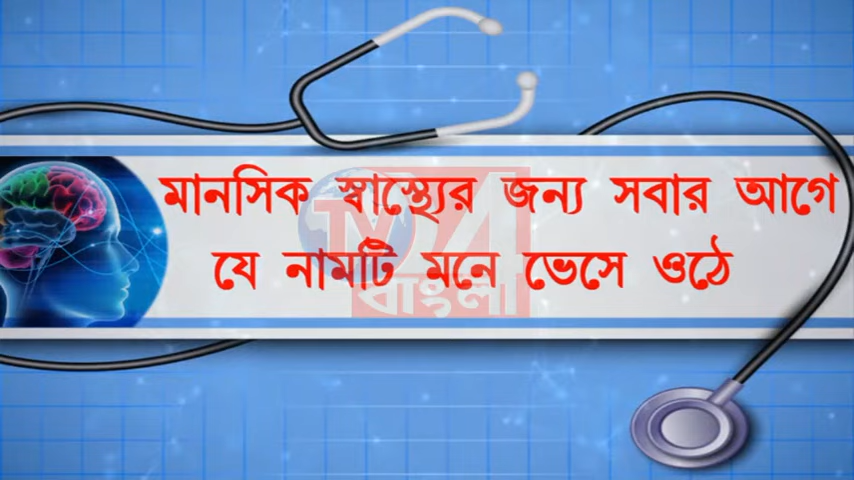 মানসিক স্বাস্থ্যের জন্য সবার আগে
যে নামটি মনে ভেসে ওঠে
বাংলা